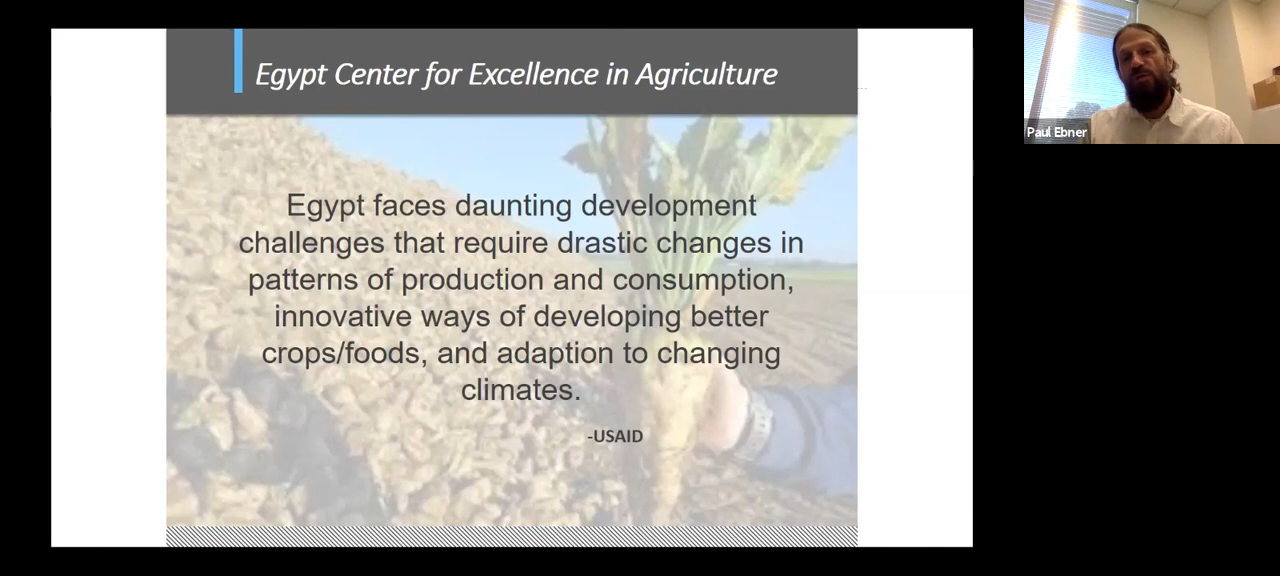 Egypt Center for Excellence in Agriculture
Egypt faces daunting development
challenges that require drastic changes in
patterns of production and consumption,
innovative ways of developing better
crops/foods, and adaption to changing
climates.
-USAID
Paul Ebner